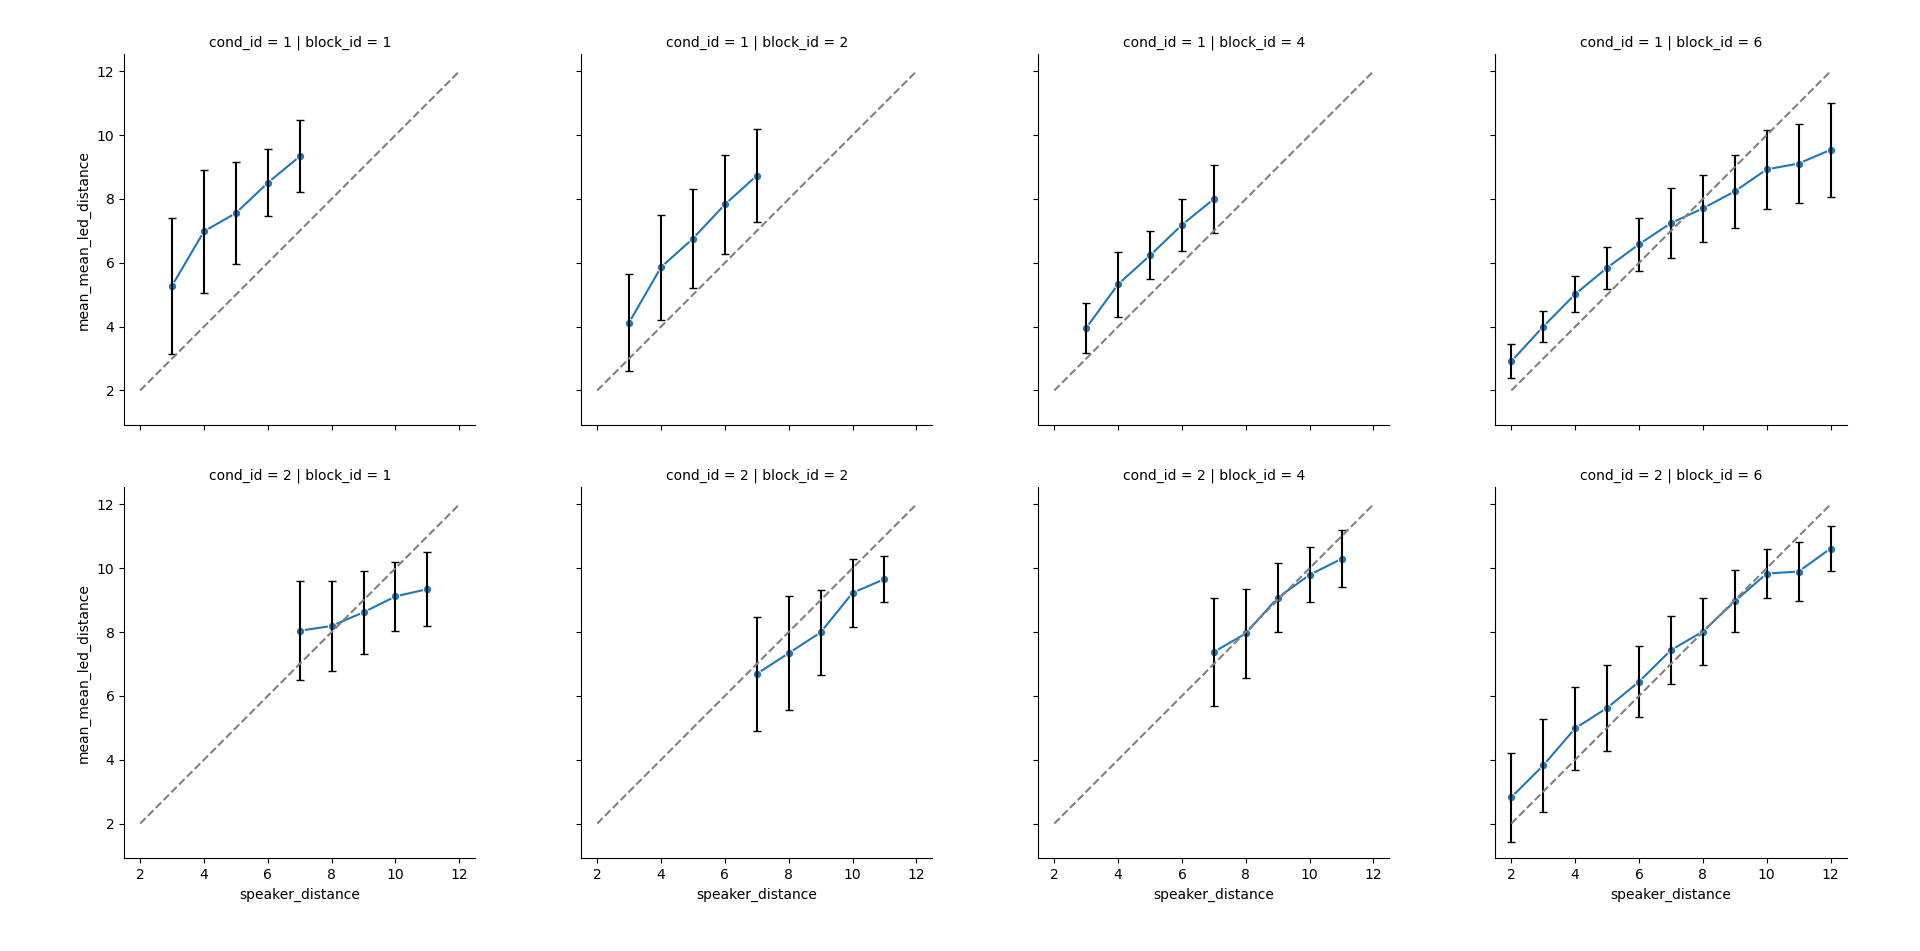 cond_id = 1 | block_id = 1
cond_id = 1 | block_id = 2
cond_id = 1 | block_id = 4
cond_id = 1 | block_id = 6
12
10
8
6
4
2
mean_mean_led_distance
cond_id = 2 | block_id = 1
cond_id = 2 | block_id = 2
cond_id = 2 | block_id = 4
cond_id = 2 | block_id = 6
12
10
8
6
4
2
mean_mean_led_distance
2 4 6 8 10 12
2 4 6 8 10 12
2 4 6 8 10 12
2 4 6 8 10 12
speaker_distance
speaker_distance
speaker_distance
speaker_distance